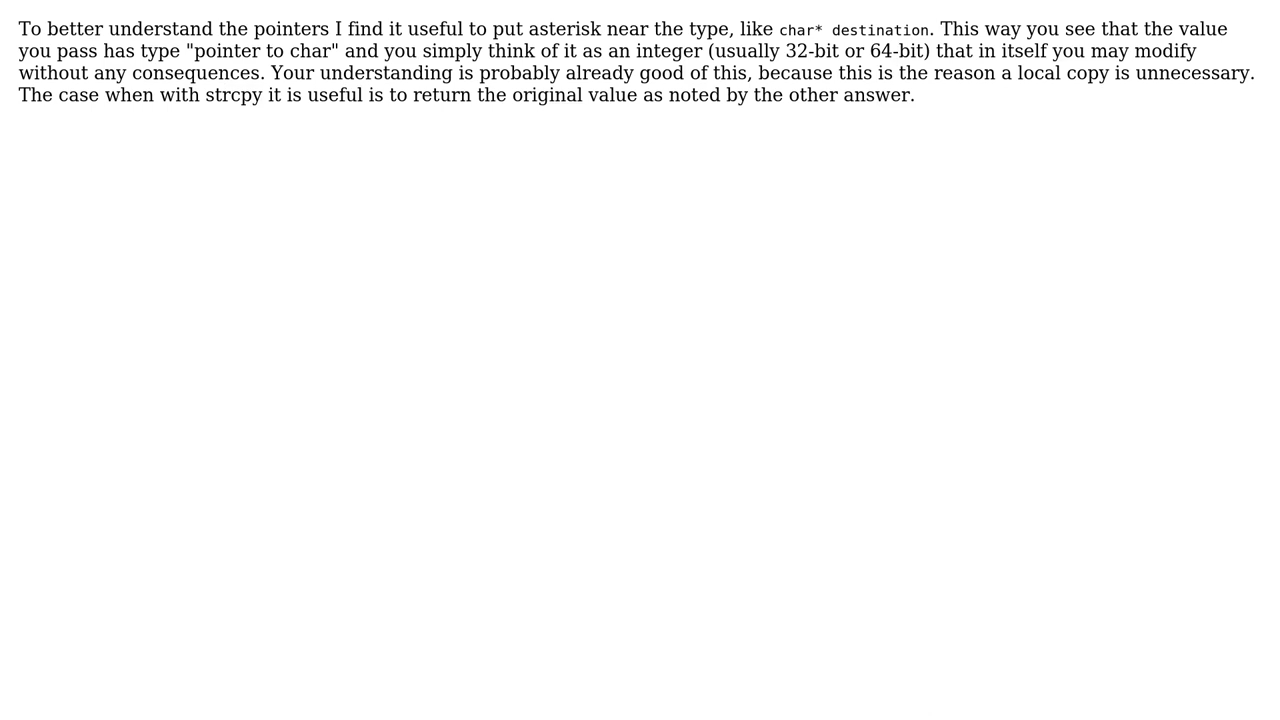 To better understand the pointers I find it useful to put asterisk near the type, like char* destination. This way you see that the value
you pass has type "pointer to char" and you simply think of it as an integer (usually 32-bit or 64-bit) that in itself you may modify
without any consequences. Your understanding is probably already good of this, because this is the reason a local copy is unnecessary.
The case when with strcpy it is useful is to return the original value as noted by the other answer.